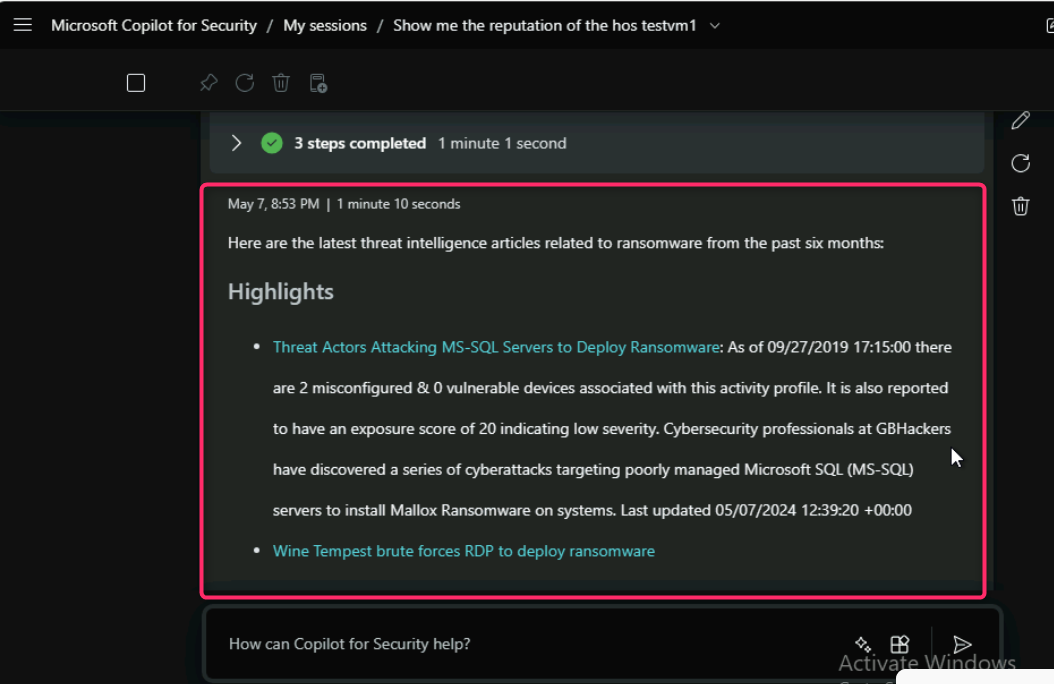 Microsoft Copilot for Security / My sessions / Show me the reputation of the hos testvm1
3 steps completed 1 minute 1 second
May 7, 8:53 PM | 1 minute 10 seconds
Here are the latest threat intelligence articles related to ransomware from the past six months:
Highlights
• Threat Actors Attacking MS-SQL Servers to Deploy Ransomware: As of 09/27/2019 17:15:00 there
are 2 misconfigured & 0 vulnerable devices associated with this activity profile. It is also reported
to have an exposure score of 20 indicating low severity. Cybersecurity professionals at GBHackers
have discovered a series of cyberattacks targeting poorly managed Microsoft SQL (MS-SQL)
servers to install Mallox Ransomware on systems. Last updated 05/07/2024 12:39:20 +00:00
• Wine Tempest brute forces RDP to deploy ransomware
How can Copilot for Security help?
Activate Windows